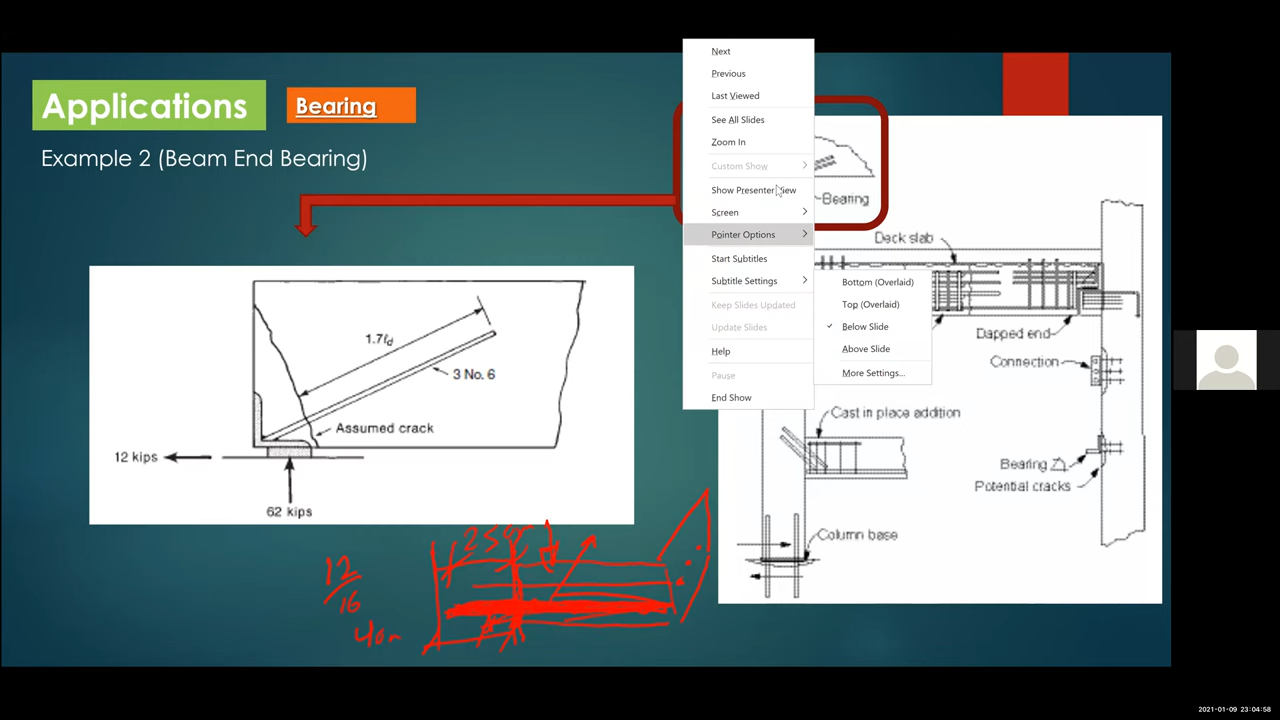 Applications
Bearing
Example 2 (Beam End Bearing)
Next
Previous
Last Viewed
See All Slides
Zoom In
Custom Show
Show Presenter View
Screen
Pointer Options
Start Subtitles
Subtitle Settings
Keep Slides Updated
Update Slides
Help
Pause
End Show
Bottom (Overlaid)
Top (Overlaid)
Below Slide
Above Slide
More Settings...
Bearing
Deck slab
Dapped end
Connection
Cast in place addition
Bearing
Potential cracks
Column base
1.7ℓd
3 No. 6
Assumed crack
12 kips
62 kips
12
16
2021-01-09 23:04:58